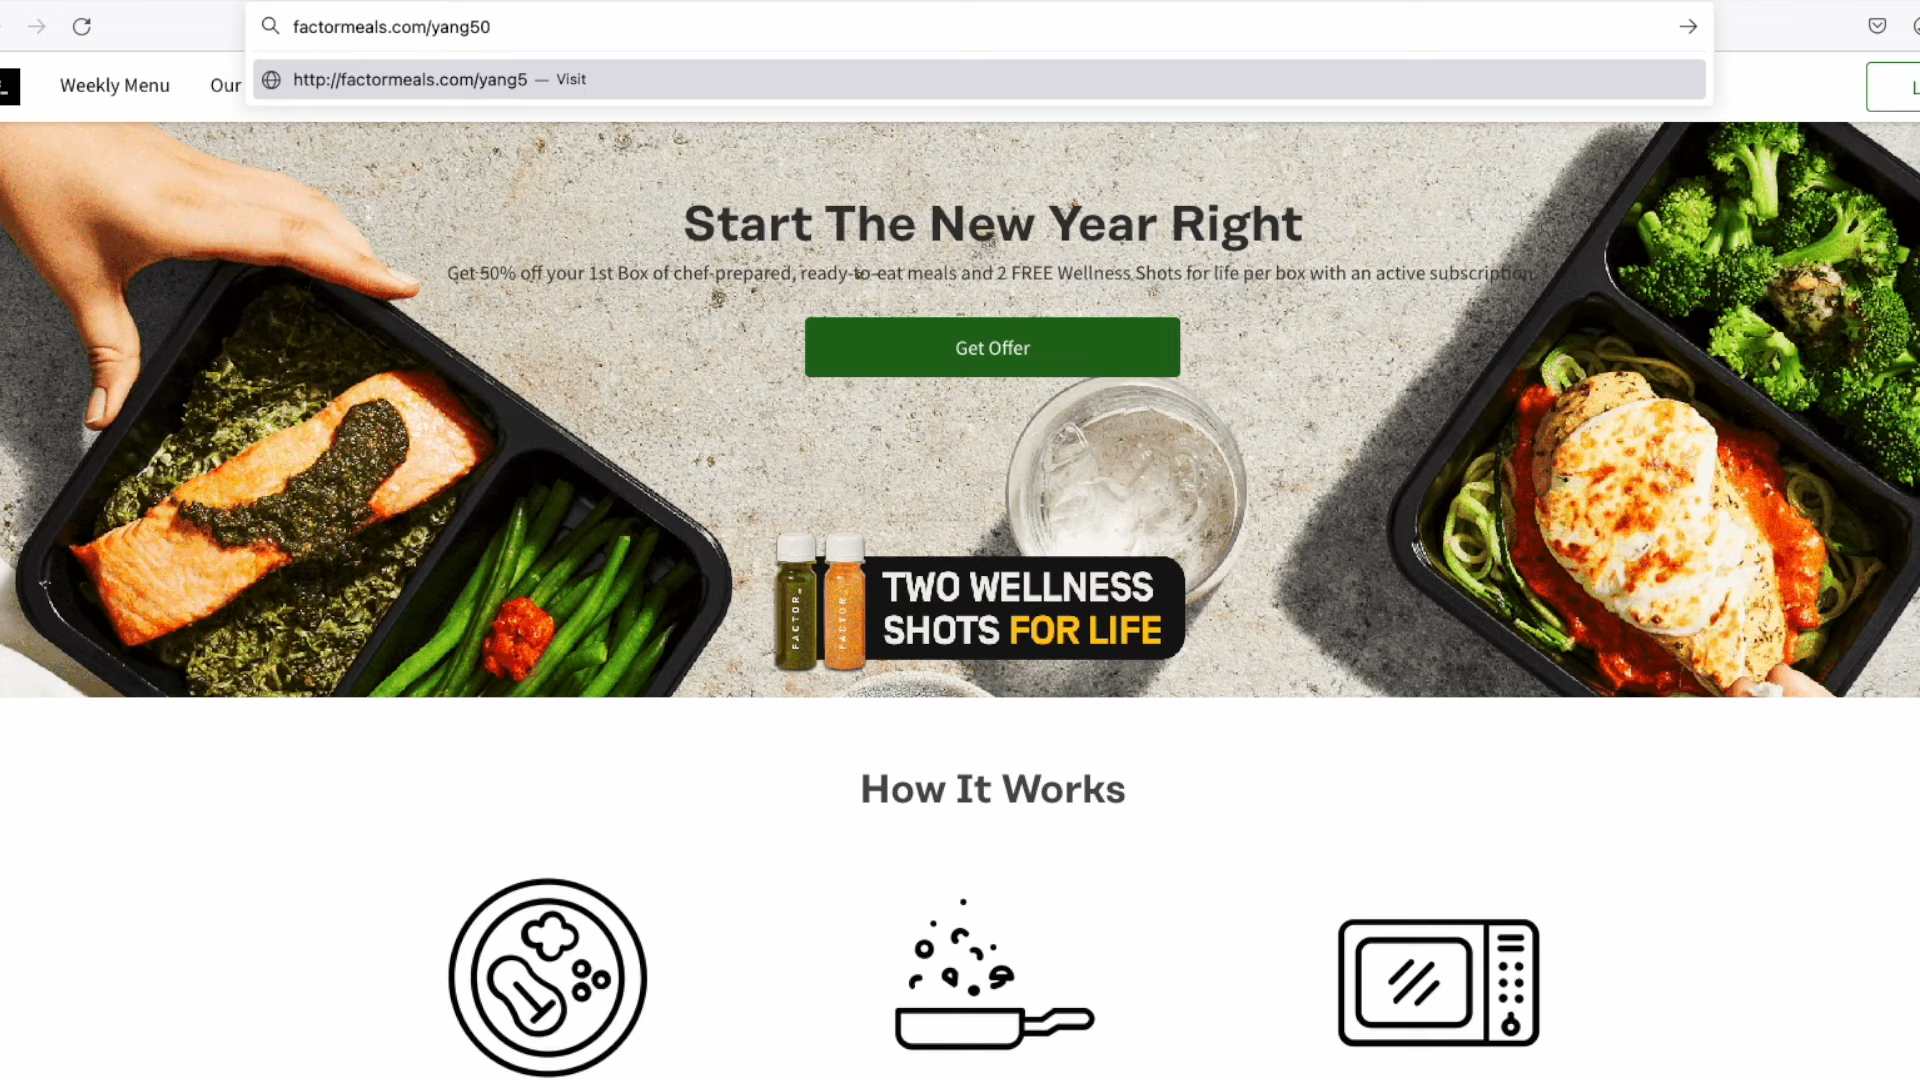 factormeals.com/yang50
http://factormeals.com/yang5 — Visit
Weekly Menu
Our
Start The New Year Right
Get 50% off your 1st Box of chef-prepared, ready-to-eat meals and 2 FREE Wellness Shots for life per box with an active subscription.
Get Offer
FACTOR_
FACTOR_
TWO WELLNESS
SHOTS FOR LIFE
How It Works